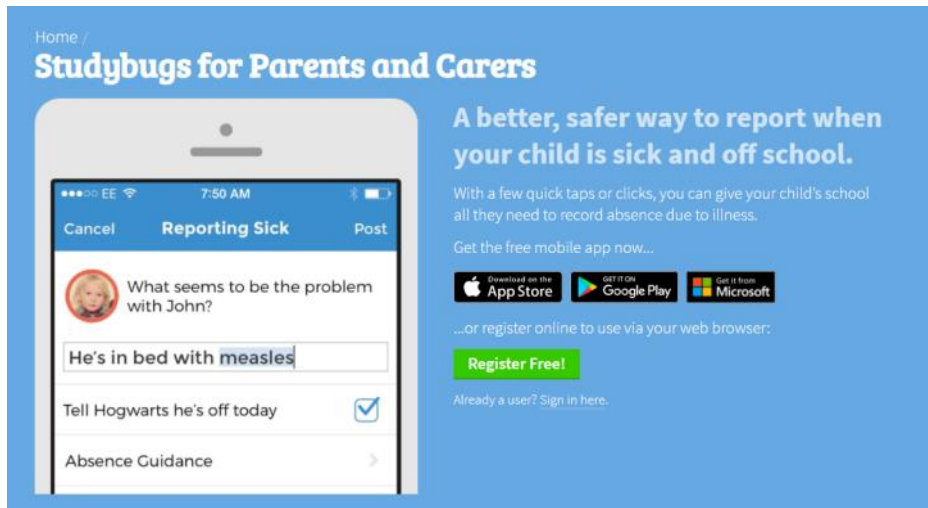 Home /
Studybugs for Parents and Carers
●●●○○ EE 7:50 AM
Cancel Reporting Sick Post
What seems to be the problem
with John?
He's in bed with measles
Tell Hogwarts he's off today
Absence Guidance
A better, safer way to report when
your child is sick and off school.
With a few quick taps or clicks, you can give your child's school
all they need to record absence due to illness.
Get the free mobile app now...
Download on the
App Store
GET IT ON
Google Play
Get it from
Microsoft
...or register online to use via your web browser:
Register Free!
Already a user? Sign in here.